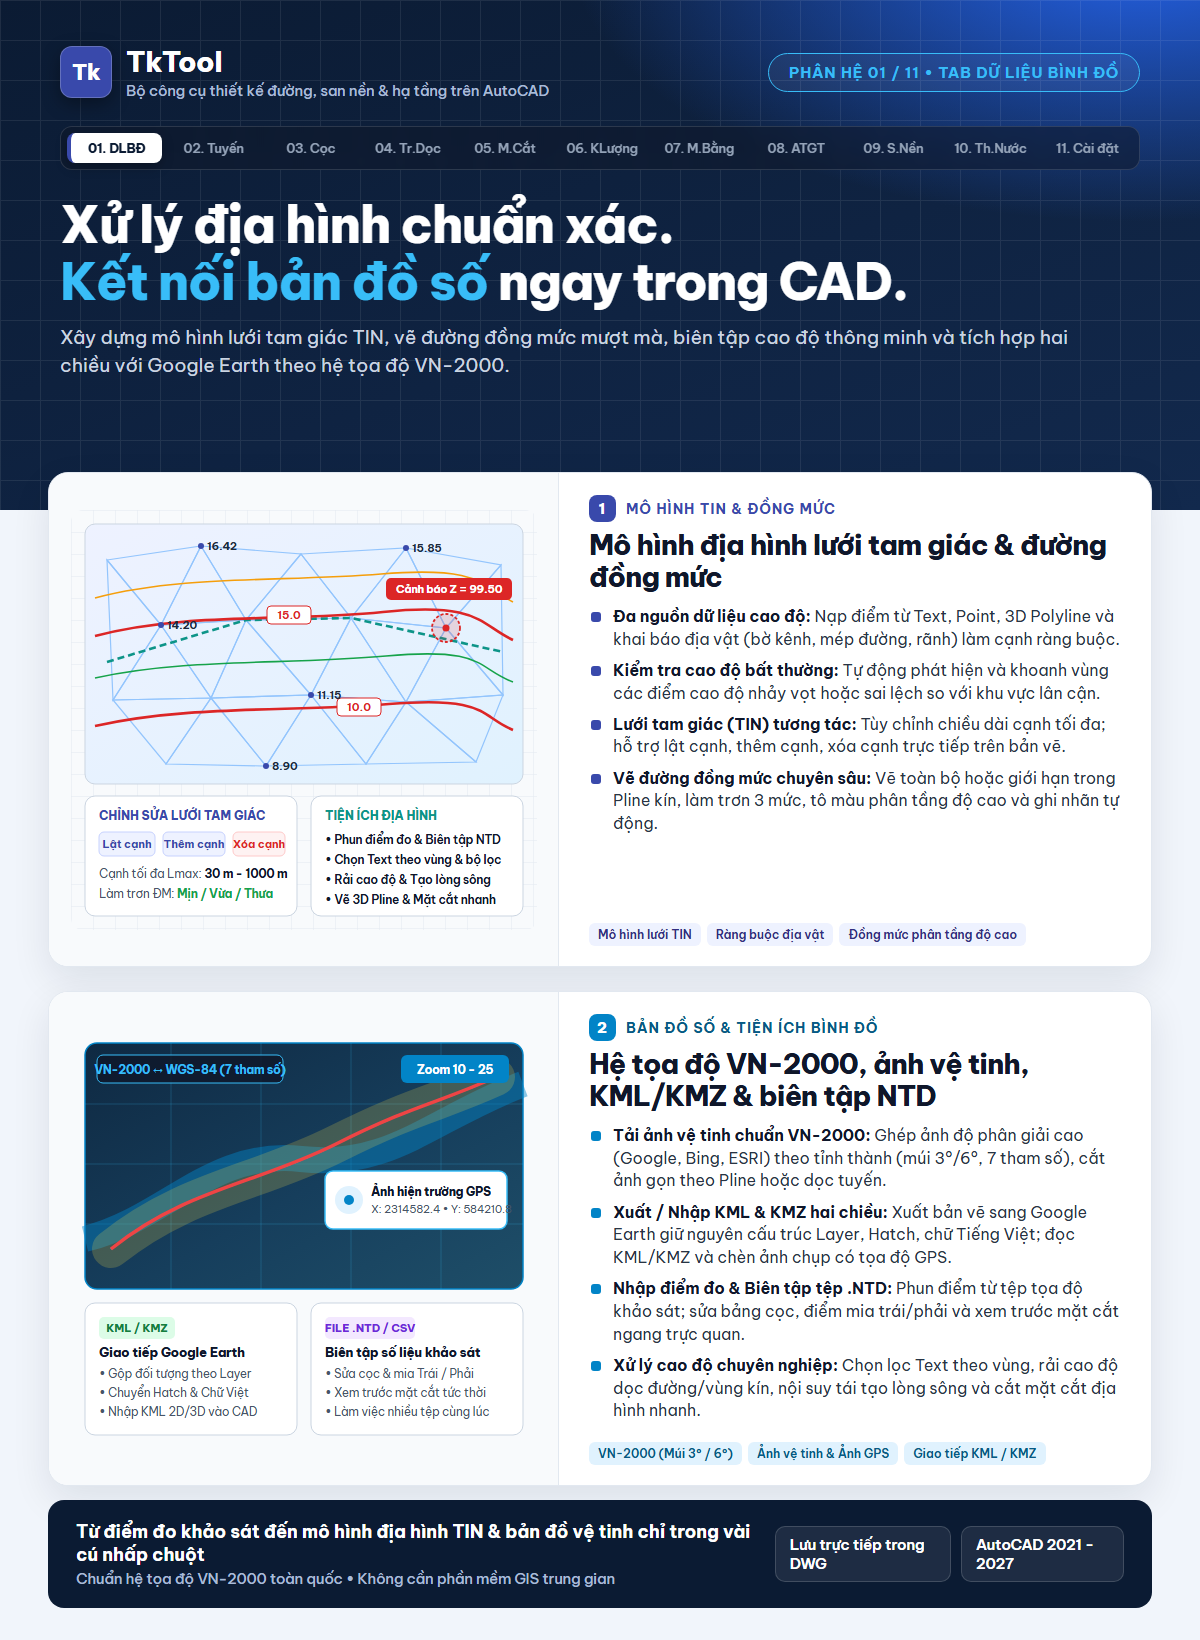 Tk
TkTool
Bộ công cụ thiết kế đường, san nền & hạ tầng trên AutoCAD
PHÂN HỆ 01 / 11 • TAB DỮ LIỆU BÌNH ĐỒ
01. DLBĐ
02. Tuyến
03. Cọc
04. Tr.Dọc
05. M.Cắt
06. KLượng
07. M.Bằng
08. ATGT
09. S.Nền
10. Th.Nước
11. Cài đặt
Xử lý địa hình chuẩn xác.
Kết nối bản đồ số ngay trong CAD.
Xây dựng mô hình lưới tam giác TIN, vẽ đường đồng mức mượt mà, biên tập cao độ thông minh và tích hợp hai
chiều với Google Earth theo hệ tọa độ VN-2000.
16.42
15.85
Cảnh báo Z = 99.50
15.0
14.20
11.15
10.0
8.90
CHỈNH SỬA LƯỚI TAM GIÁC
Lật cạnh
Thêm cạnh
Xóa cạnh
Cạnh tối đa Lmax: 30 m - 1000 m
Làm trơn ĐM: Mịn / Vừa / Thưa
TIỆN ÍCH ĐỊA HÌNH
• Phun điểm đo & Biên tập NTD
• Chọn Text theo vùng & bộ lọc
• Rải cao độ & Tạo lòng sông
• Vẽ 3D Pline & Mặt cắt nhanh
1
MÔ HÌNH TIN & ĐỒNG MỨC
Mô hình địa hình lưới tam giác & đường
đồng mức
Đa nguồn dữ liệu cao độ: Nạp điểm từ Text, Point, 3D Polyline và
khai báo địa vật (bờ kênh, mép đường, rãnh) làm cạnh ràng buộc.
Kiểm tra cao độ bất thường: Tự động phát hiện và khoanh vùng
các điểm cao độ nhảy vọt hoặc sai lệch so với khu vực lân cận.
Lưới tam giác (TIN) tương tác: Tùy chỉnh chiều dài cạnh tối đa;
hỗ trợ lật cạnh, thêm cạnh, xóa cạnh trực tiếp trên bản vẽ.
Vẽ đường đồng mức chuyên sâu: Vẽ toàn bộ hoặc giới hạn trong
Pline kín, làm trơn 3 mức, tô màu phân tầng độ cao và ghi nhãn tự
động.
Mô hình lưới TIN
Ràng buộc địa vật
Đồng mức phân tầng độ cao
VN-2000 ↔ WGS-84 (7 tham số)
Zoom 10 - 25
Ảnh hiện trường GPS
X: 2314582.4 • Y: 584210.
KML / KMZ
Giao tiếp Google Earth
• Gộp đối tượng theo Layer
• Chuyển Hatch & Chữ Việt
• Nhập KML 2D/3D vào CAD
FILE .NTD / CSV
Biên tập số liệu khảo sát
• Sửa cọc & mia Trái / Phải
• Xem trước mặt cắt tức thời
• Làm việc nhiều tệp cùng lúc
2
BẢN ĐỒ SỐ & TIỆN ÍCH BÌNH ĐỒ
Hệ tọa độ VN-2000, ảnh vệ tinh,
KML/KMZ & biên tập NTD
Tải ảnh vệ tinh chuẩn VN-2000: Ghép ảnh độ phân giải cao
(Google, Bing, ESRI) theo tỉnh thành (múi 3°/6°, 7 tham số), cắt
ảnh gọn theo Pline hoặc dọc tuyến.
Xuất / Nhập KML & KMZ hai chiều: Xuất bản vẽ sang Google
Earth giữ nguyên cấu trúc Layer, Hatch, chữ Tiếng Việt; đọc
KML/KMZ và chèn ảnh chụp có tọa độ GPS.
Nhập điểm đo & Biên tập tệp .NTD: Phun điểm từ tệp tọa độ
khảo sát; sửa bảng cọc, điểm mia trái/phải và xem trước mặt cắt
ngang trực quan.
Xử lý cao độ chuyên nghiệp: Chọn lọc Text theo vùng, rải cao độ
dọc đường/vùng kín, nội suy tái tạo lòng sông và cắt mặt cắt địa
hình nhanh.
VN-2000 (Múi 3° / 6°)
Ảnh vệ tinh & Ảnh GPS
Giao tiếp KML / KMZ
Từ điểm đo khảo sát đến mô hình địa hình TIN & bản đồ vệ tinh chỉ trong vài
cú nhấp chuột
Chuẩn hệ tọa độ VN-2000 toàn quốc • Không cần phần mềm GIS trung gian
Lưu trực tiếp trong
DWG
AutoCAD 2021 -
2027